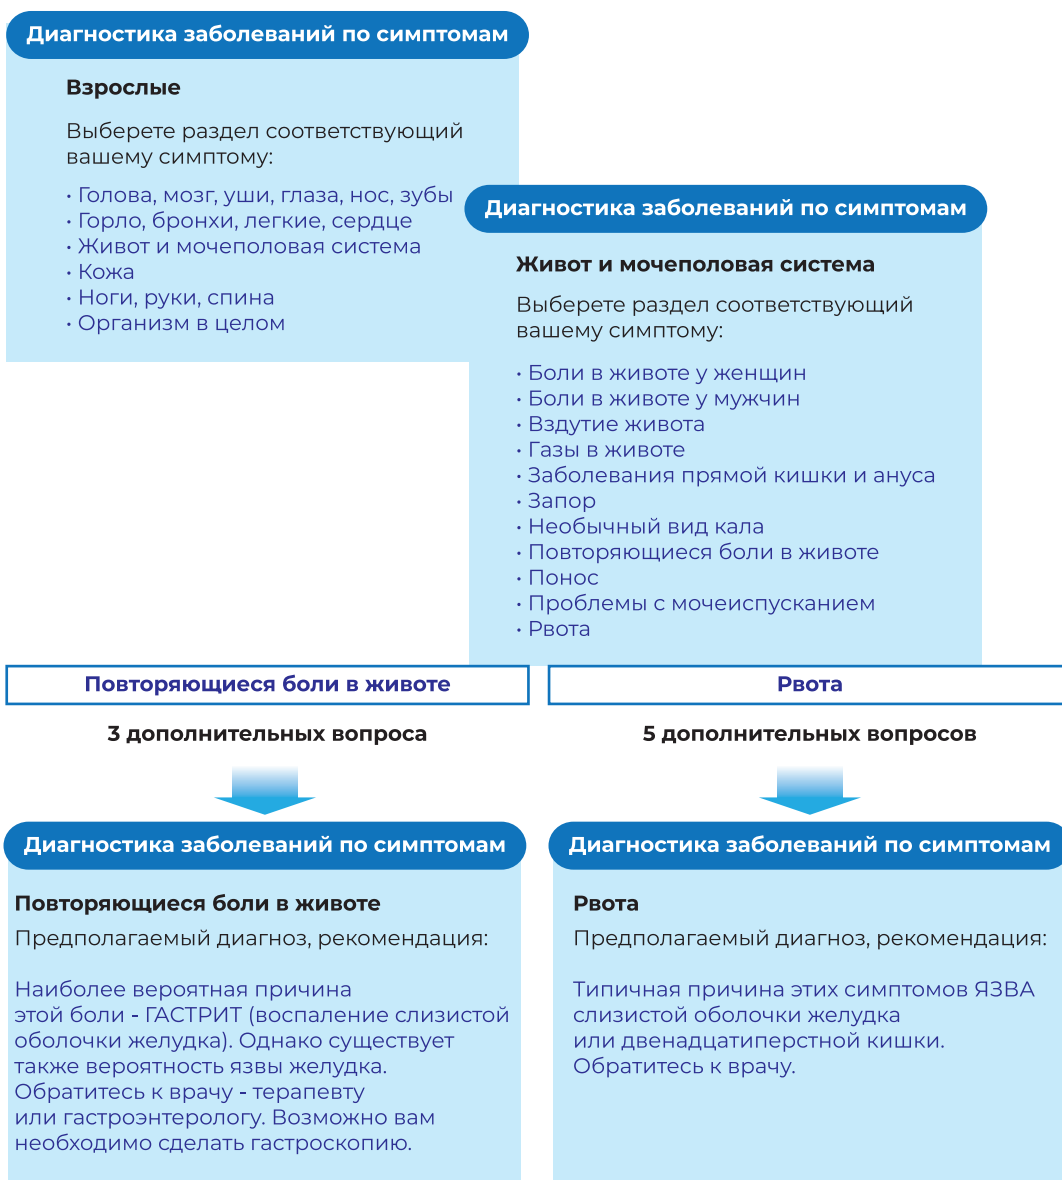 Диагностика заболеваний по симптомам
Взрослые
Выберете раздел соответствующий
вашему симптому:
· Голова, мозг, уши, глаза, нос, зубы
· Горло, бронхи, легкие, сердце
· Живот и мочеполовая система
· Кожа
· Ноги, руки, спина
· Организм в целом
Диагностика заболеваний по симптомам
Живот и мочеполовая система
Выберете раздел соответствующий
вашему симптому:
· Боли в животе у женщин
· Боли в животе у мужчин
· Вздутие живота
· Газы в животе
· Заболевания прямой кишки и ануса
· Запор
· Необычный вид кала
· Повторяющиеся боли в животе
· Понос
· Проблемы с мочеиспусканием
· Рвота
Повторяющиеся боли в животе
3 дополнительных вопроса
Диагностика заболеваний по симптомам
Повторяющиеся боли в животе
Предполагаемый диагноз, рекомендация:
Наиболее вероятная причина
этой боли - ГАСТРИТ (воспаление слизистой
оболочки желудка). Однако существует
также вероятность язвы желудка.
Обратитесь к врачу - терапевту
или гастроэнтерологу. Возможно вам
необходимо сделать гастроскопию.
Рвота
5 дополнительных вопросов
Диагностика заболеваний по симптомам
Рвота
Предполагаемый диагноз, рекомендация:
Типичная причина этих симптомов ЯЗВА
слизистой оболочки желудка
или двенадцатиперстной кишки.
Обратитесь к врачу.